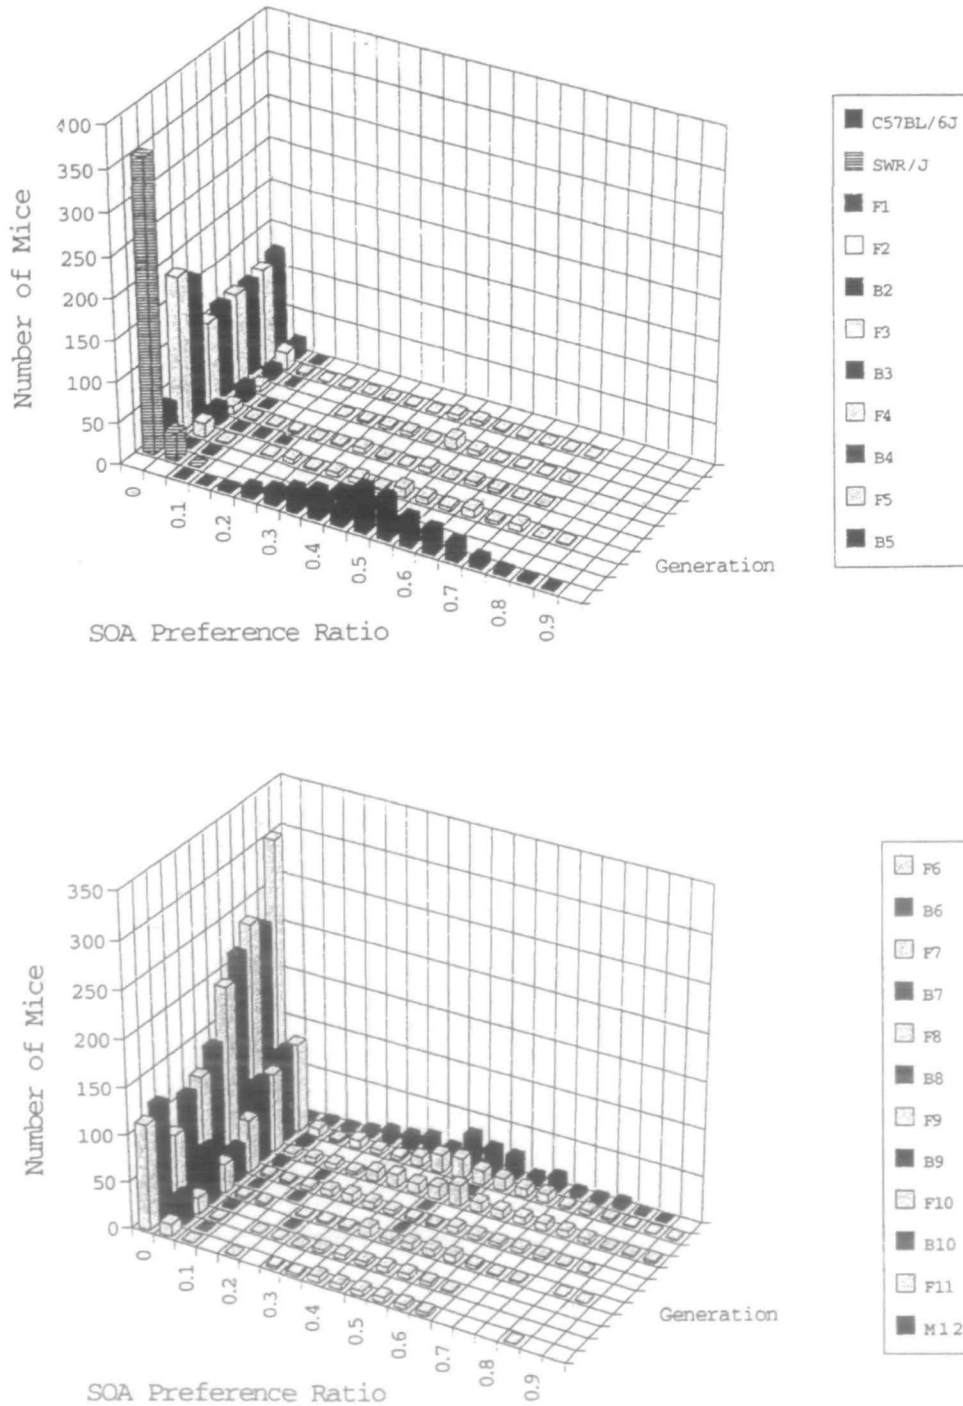 400
350
300
250
200
150
100
50
0
Number of Mice
0
0.1
0.2
0.3
0.4
0.5
0.6
0.7
0.8
0.9
SOA Preference Ratio
Generation
C57BL/6J
SWR/J
F1
F2
B2
F3
B3
F4
B4
F5
B5
350
300
250
200
150
100
50
0
Number of Mice
0
0.1
0.2
0.3
0.4
0.5
0.6
0.7
0.8
0.9
SOA Preference Ratio
Generation
F6
B6
F7
B7
F8
B8
F9
B9
F10
B10
F11
M12